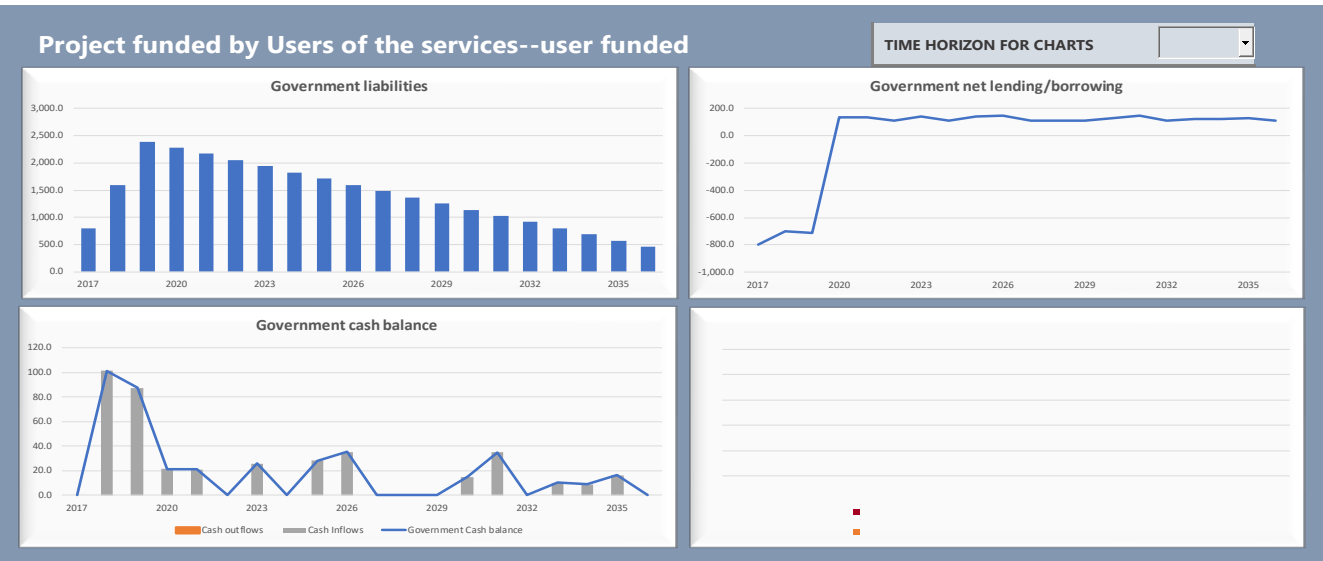 Project funded by Users of the services--user funded
TIME HORIZON FOR CHARTS
Government liabilities
3,000.0
2,500.0
2,000.0
1,500.0
1,000.0
500.0
0.0
2017 2020 2023 2026 2029 2032 2035
Government net lending/borrowing
200.0
0.0
-200.0
-400.0
-600.0
-800.0
-1,000.0
2017 2020 2023 2026 2029 2032 2035
Government cash balance
120.0
100.0
80.0
60.0
40.0
20.0
0.0
2017 2020 2023 2026 2029 2032 2035
Cash outflows Cash Inflows Government Cash balance